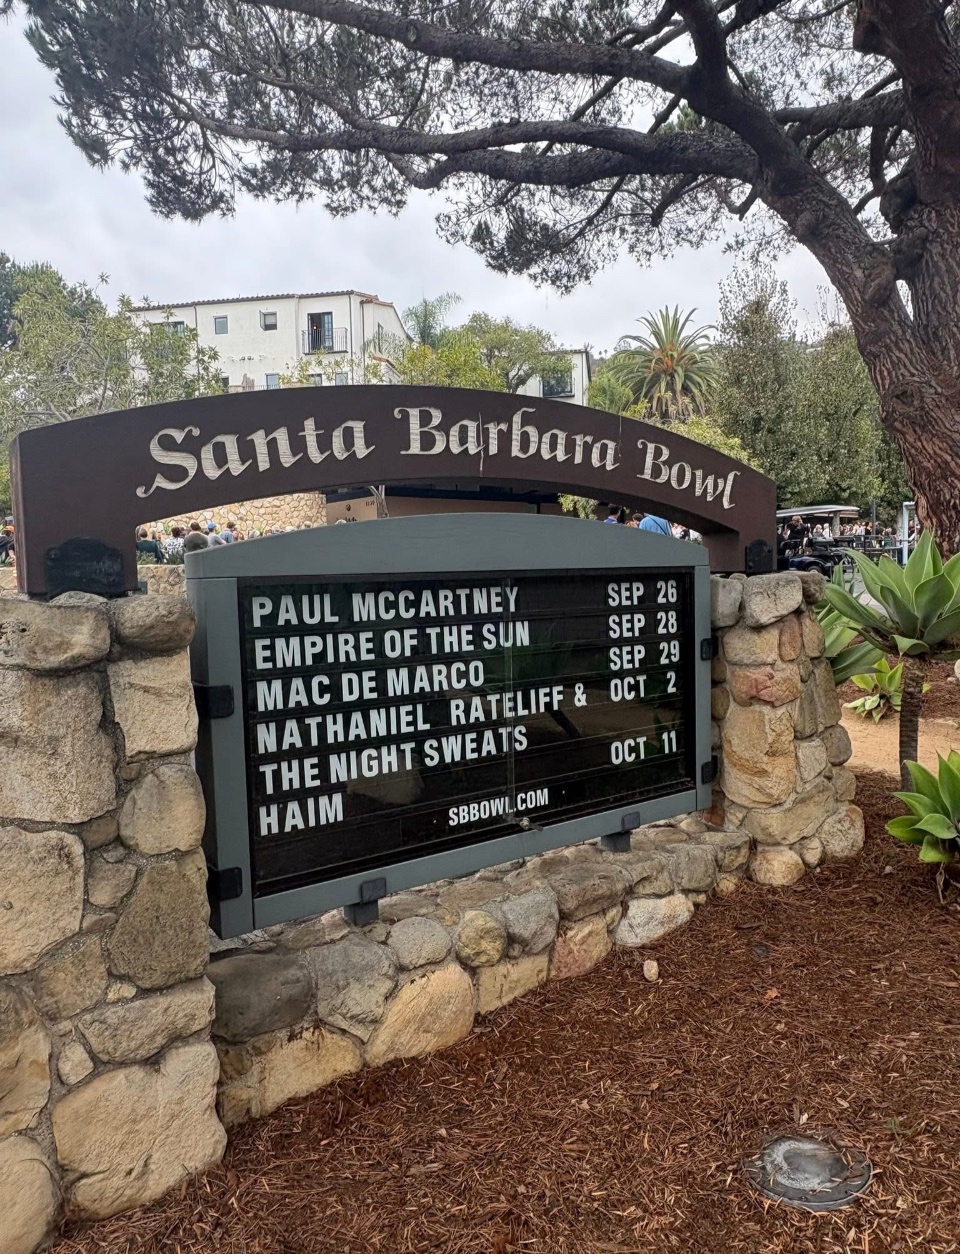 Santa Barbara Bowl
PAUL MCCARTNEY SEP 26
EMPIRE OF THE SUN SEP 28
MAC DE MARCO SEP 29
NATHANIEL RATELIFF & OCT 2
THE NIGHT SWEATS
HAIM OCT 11
SBBOWL.COM